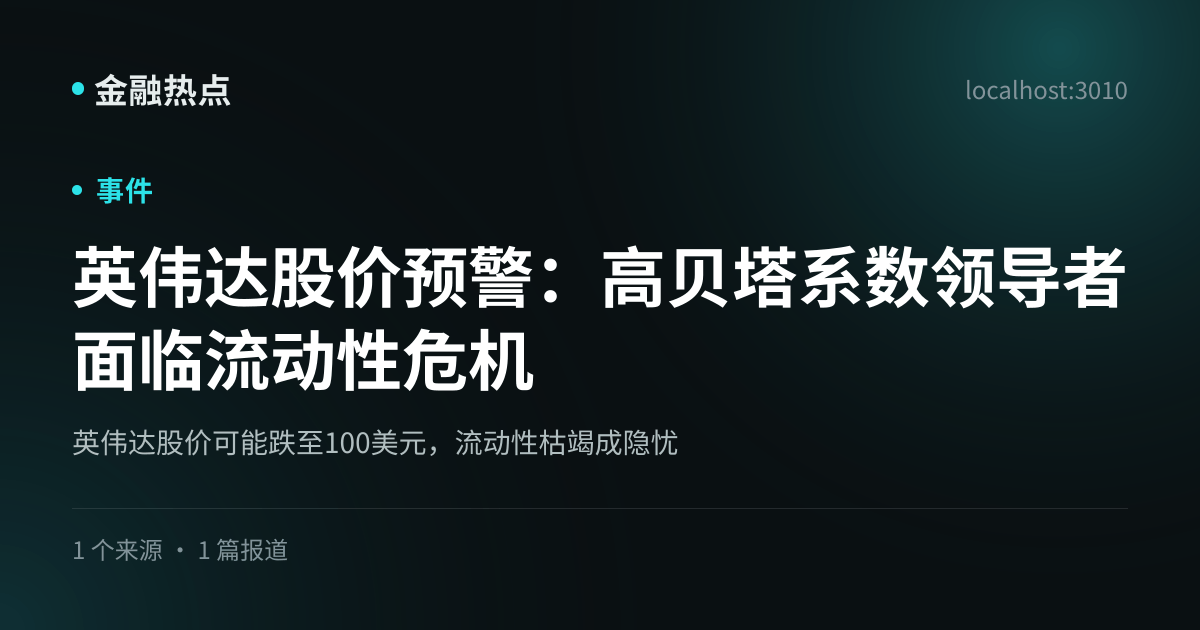 金融热点
localhost:3010
事件
英伟达股价预警：高贝塔系数领导者
面临流动性危机
英伟达股价可能跌至100美元，流动性枯竭成隐忧
1 个来源 · 1 篇报道